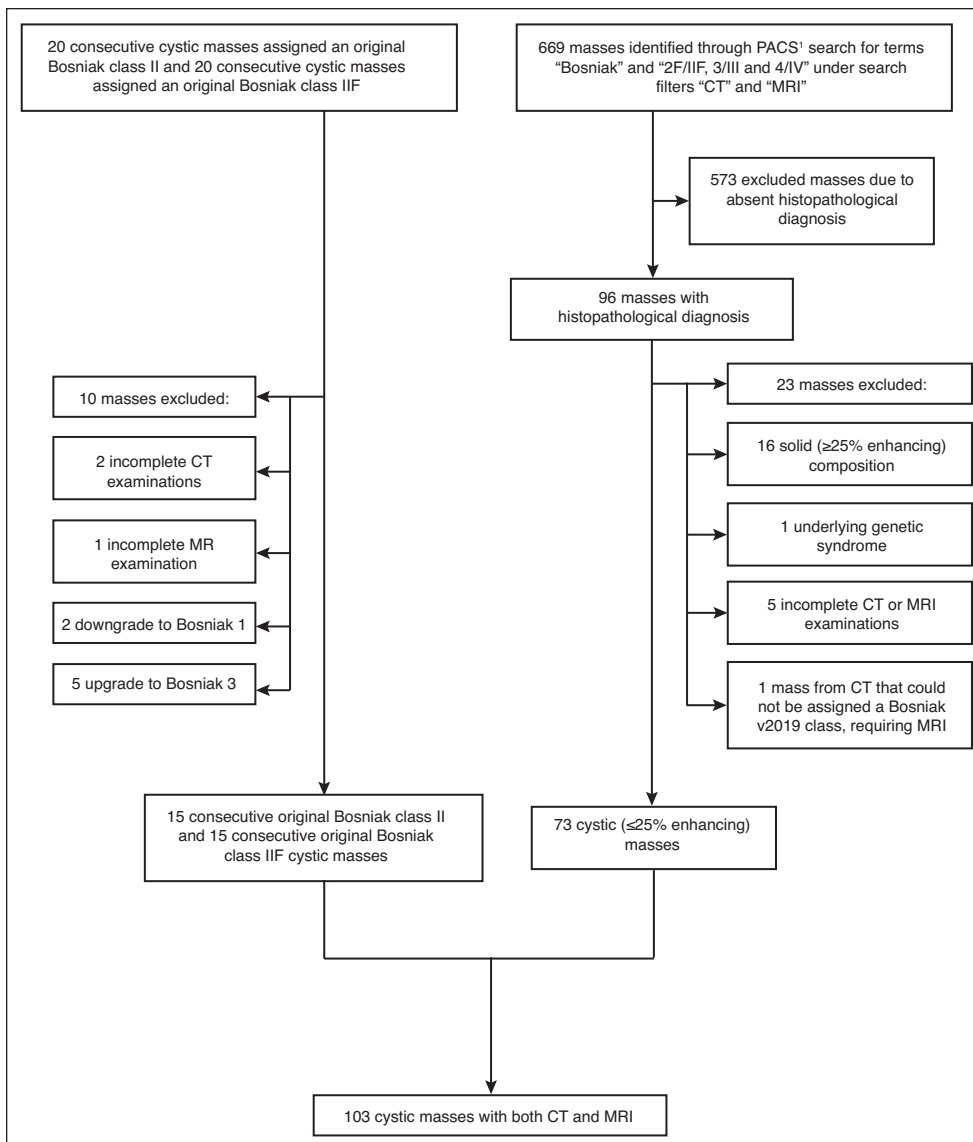 20 consecutive cystic masses assigned an original
Bosniak class II and 20 consecutive cystic masses
assigned an original Bosniak class IIF
669 masses identified through PACS¹ search for terms
“Bosniak” and “2F/IIF, 3/III and 4/IV” under search
filters “CT” and “MRI”
573 excluded masses due to
absent histopathological
diagnosis
96 masses with
histopathological diagnosis
10 masses excluded:
2 incomplete CT
examinations
1 incomplete MR
examination
2 downgrade to Bosniak 1
5 upgrade to Bosniak 3
23 masses excluded:
16 solid (≥25% enhancing)
composition
1 underlying genetic
syndrome
5 incomplete CT or MRI
examinations
1 mass from CT that could
not be assigned a Bosniak
v2019 class, requiring MRI
15 consecutive original Bosniak class II
and 15 consecutive original Bosniak
class IIF cystic masses
73 cystic (≤25% enhancing)
masses
103 cystic masses with both CT and MRI